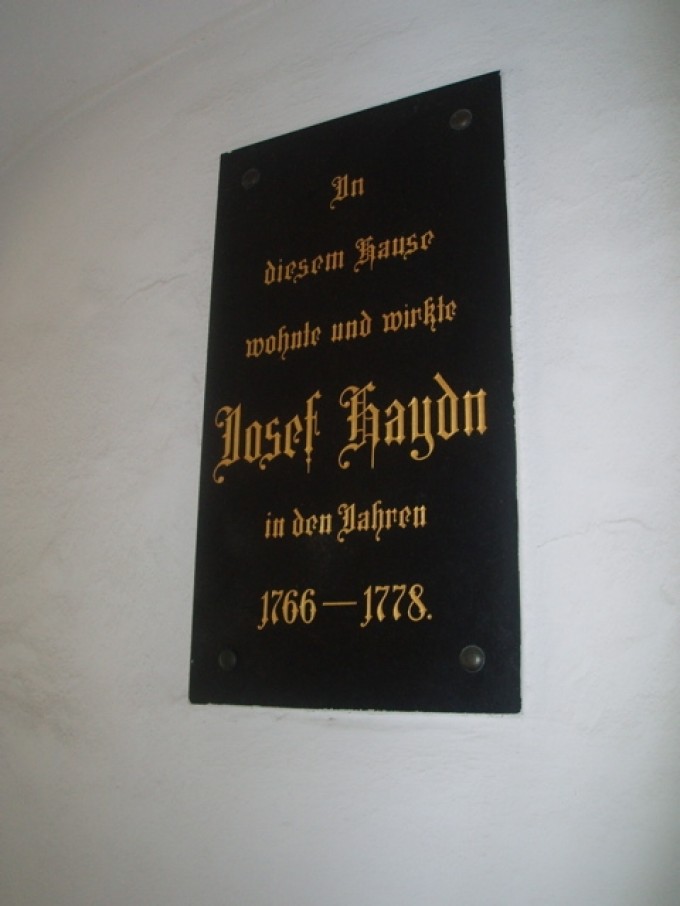 In
diesem Hause
wohnte und wirkte
Josef Haydn
in den Jahren
1766—1778.